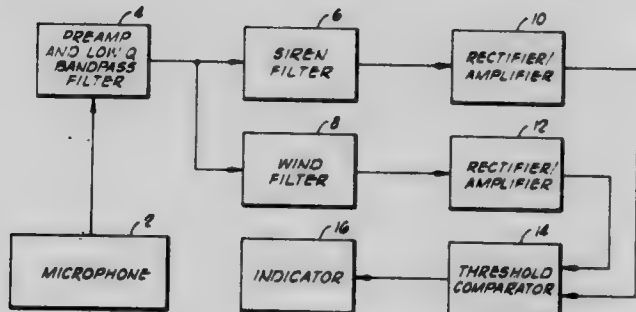 4
PREAMP
AND LOW Q
BANDPASS
FILTER
6
SIREN
FILTER
10
RECTIFIER/
AMPLIFIER
8
WIND
FILTER
12
RECTIFIER/
AMPLIFIER
2
MICROPHONE
16
INDICATOR
14
THRESHOLD
COMPARATOR